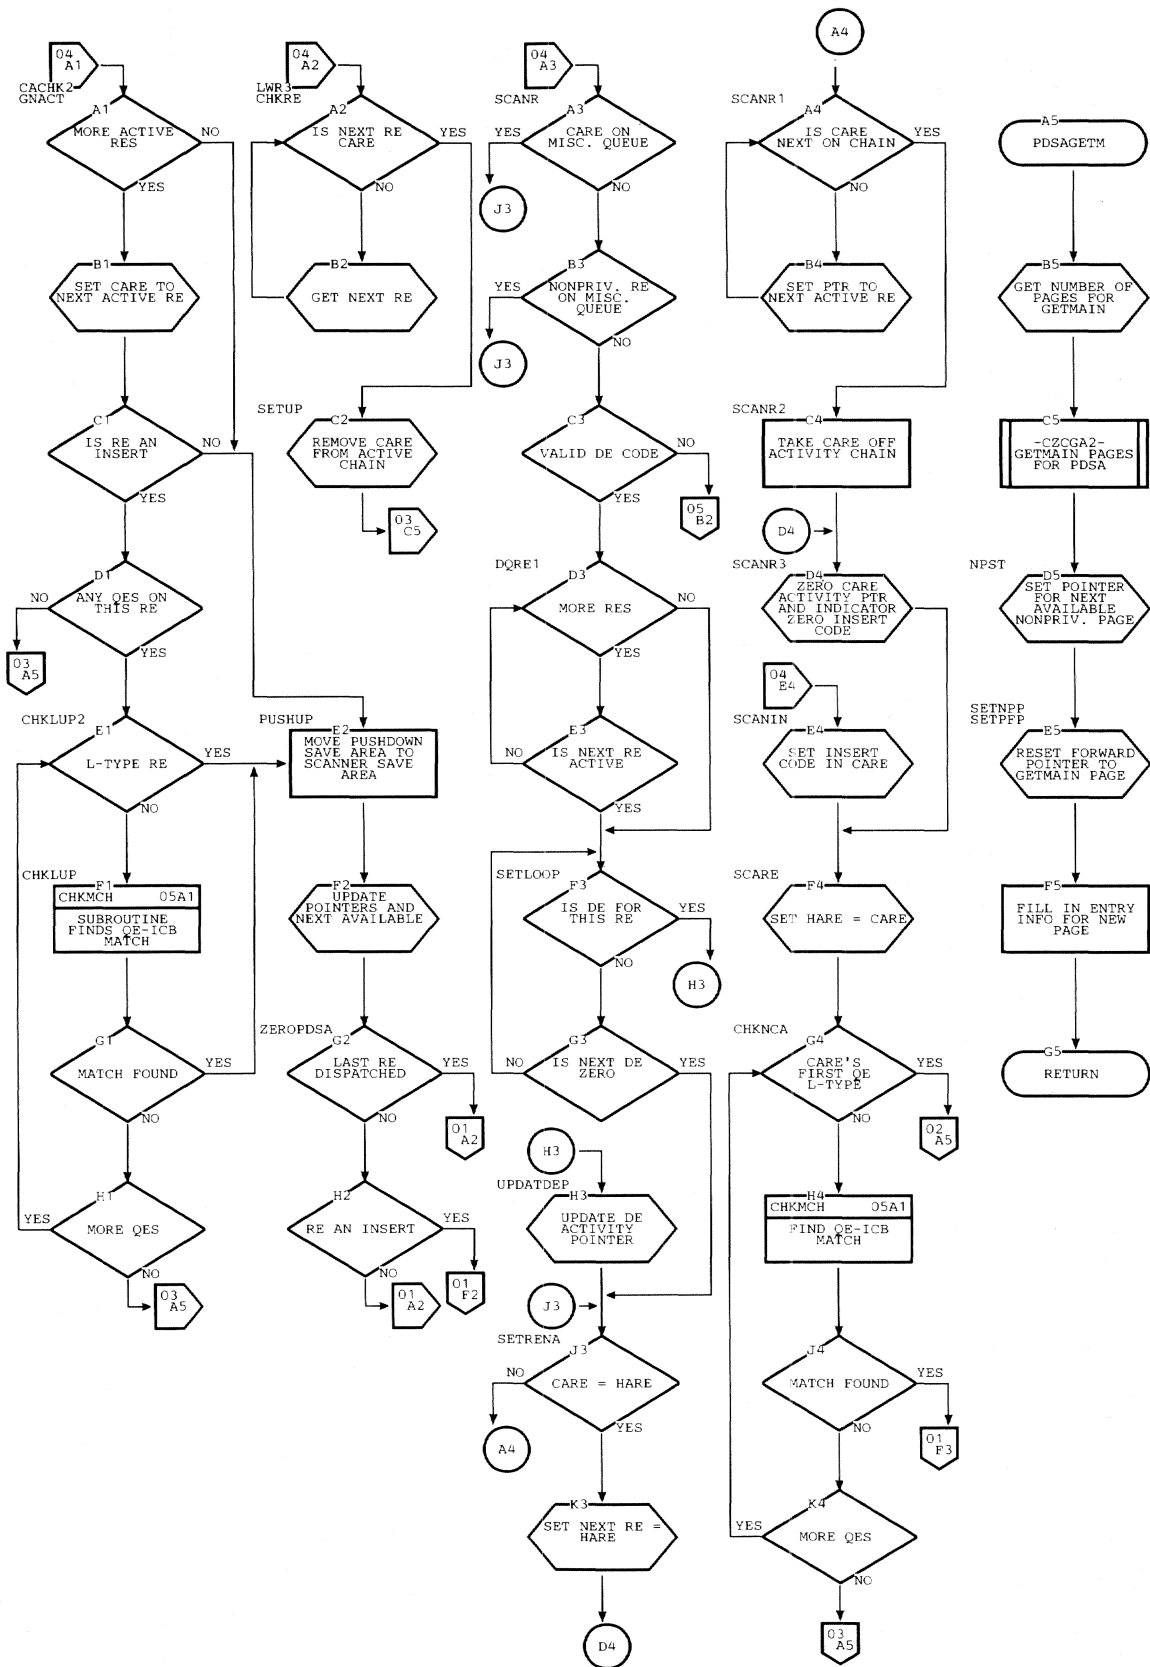 04
A1
CACHK2
GNACT
A1
MORE ACTIVE
RES
NO
YES
B1
SET CARE TO
NEXT ACTIVE RE
C1
IS RE AN
INSERT
NO
YES
D1
ANY QES ON
THIS RE
NO
YES
03
A5
CHKLUP2
E1
L-TYPE RE
YES
NO
CHKLUP
F1
CHKMCH 05A1
SUBROUTINE
FINDS QE-ICB
MATCH
G1
MATCH FOUND
YES
NO
H1
MORE QES
YES
NO
03
A5
04
A2
LWR3
CHKRE
A2
IS NEXT RE
CARE
YES
NO
B2
GET NEXT RE
SETUP
C2
REMOVE CARE
FROM ACTIVE
CHAIN
03
C5
PUSHUP
E2
MOVE PUSHDOWN
SAVE AREA TO
SCANNER SAVE
AREA
F2
UPDATE
POINTERS AND
NEXT AVAILABLE
ZEROPDSA
G2
LAST RE
DISPATCHED
YES
NO
01
A2
H2
RE AN INSERT
YES
NO
01
A2
01
F2
04
A3
SCANR
A3
CARE ON
MISC. QUEUE
YES
NO
J3
B3
NONPRIV. RE
ON MISC.
QUEUE
YES
NO
J3
C3
VALID DE CODE
NO
YES
05
B2
DQRE1
D3
MORE RES
NO
YES
E3
IS NEXT RE
ACTIVE
NO
YES
SETLOOP
F3
IS DE FOR
THIS RE
YES
NO
H3
G3
IS NEXT DE
ZERO
NO
YES
H3
UPDATDEP
H3
UPDATE DE
ACTIVITY
POINTER
J3
SETRENA
J3
CARE = HARE
NO
YES
A4
K3
SET NEXT RE =
HARE
D4
A4
SCANR1
A4
IS CARE
NEXT ON CHAIN
YES
NO
B4
SET PTR TO
NEXT ACTIVE RE
SCANR2
C4
TAKE CARE OFF
ACTIVITY CHAIN
D4
SCANR3
D4
ZERO CARE
ACTIVITY PTR
AND INDICATOR
ZERO INSERT
CODE
04
E4
SCANIN
E4
SET INSERT
CODE IN CARE
SCARE
F4
SET HARE = CARE
CHKNCA
G4
CARE'S
FIRST QE
L-TYPE
YES
NO
02
A5
H4
CHKMCH 05A1
FIND QE-ICB
MATCH
J4
MATCH FOUND
YES
NO
01
F3
K4
MORE QES
YES
NO
03
A5
A5
PDSAGETM
B5
GET NUMBER OF
PAGES FOR
GETMAIN
C5
-CZCGA2-
GETMAIN PAGES
FOR PDSA
NPST
D5
SET POINTER
FOR NEXT
AVAILABLE
NONPRIV. PAGE
SETNPP
SETPFP
E5
RESET FORWARD
POINTER TO
GETMAIN PAGE
F5
FILL IN ENTRY
INFO FOR NEW
PAGE
G5
RETURN